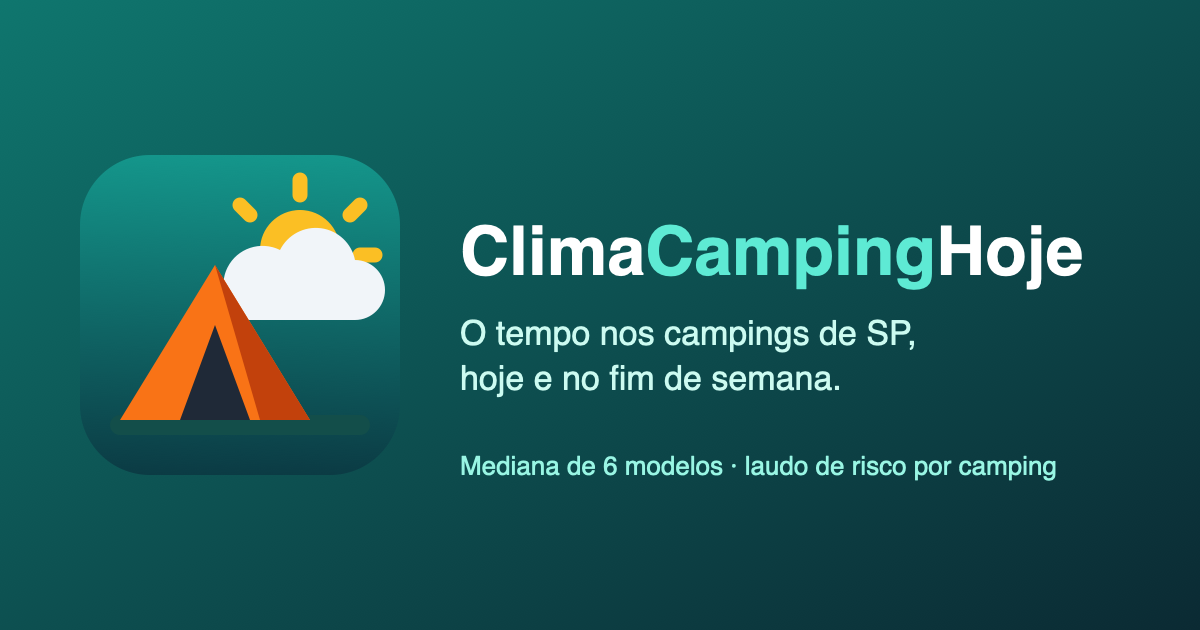 ClimaCampingHoje
O tempo nos campings de SP,
hoje e no fim de semana.
Mediana de 6 modelos · laudo de risco por camping